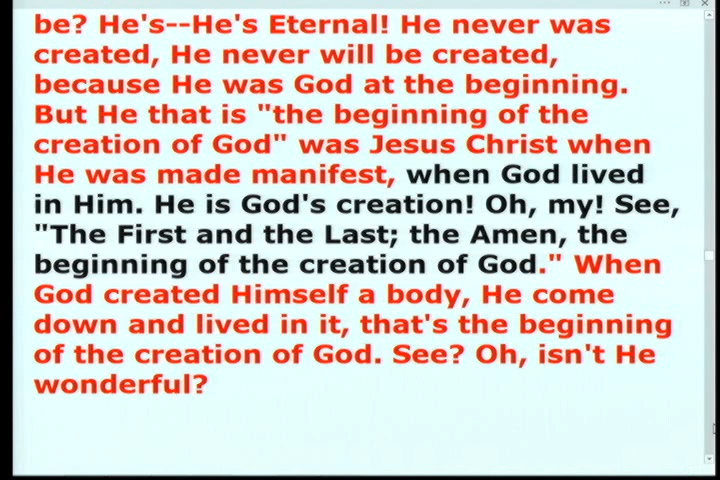 be? He's--He's Eternal! He never was
created, He never will be created,
because He was God at the beginning.
But He that is "the beginning of the
creation of God" was Jesus Christ when
He was made manifest, when God lived
in Him. He is God's creation! Oh, my! See,
"The First and the Last; the Amen, the
beginning of the creation of God." When
God created Himself a body, He come
down and lived in it, that's the beginning
of the creation of God. See? Oh, isn't He
wonderful?